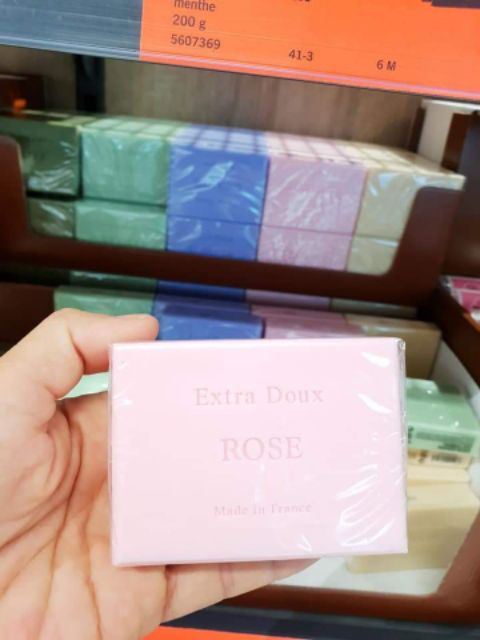 menthe
200 g
5607369
41-3
6 M
Extra Doux
ROSE
Made in France